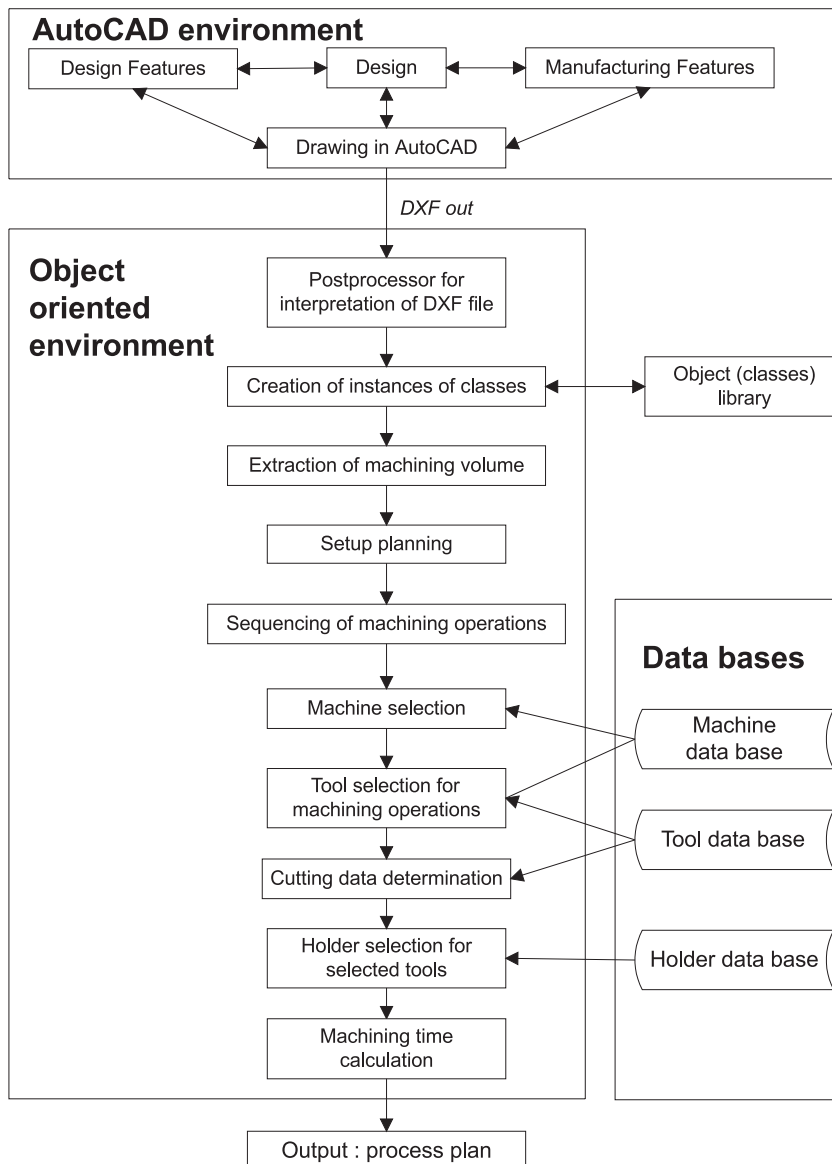 AutoCAD environment
Design Features
Design
Manufacturing Features
Drawing in AutoCAD
DXF out
Object
oriented
environment
Postprocessor for
interpretation of DXF file
Creation of instances of classes
Object (classes)
library
Extraction of machining volume
Setup planning
Sequencing of machining operations
Data bases
Machine selection
Machine
data base
Tool selection for
machining operations
Tool data base
Cutting data determination
Holder selection for
selected tools
Holder data base
Machining time
calculation
Output : process plan